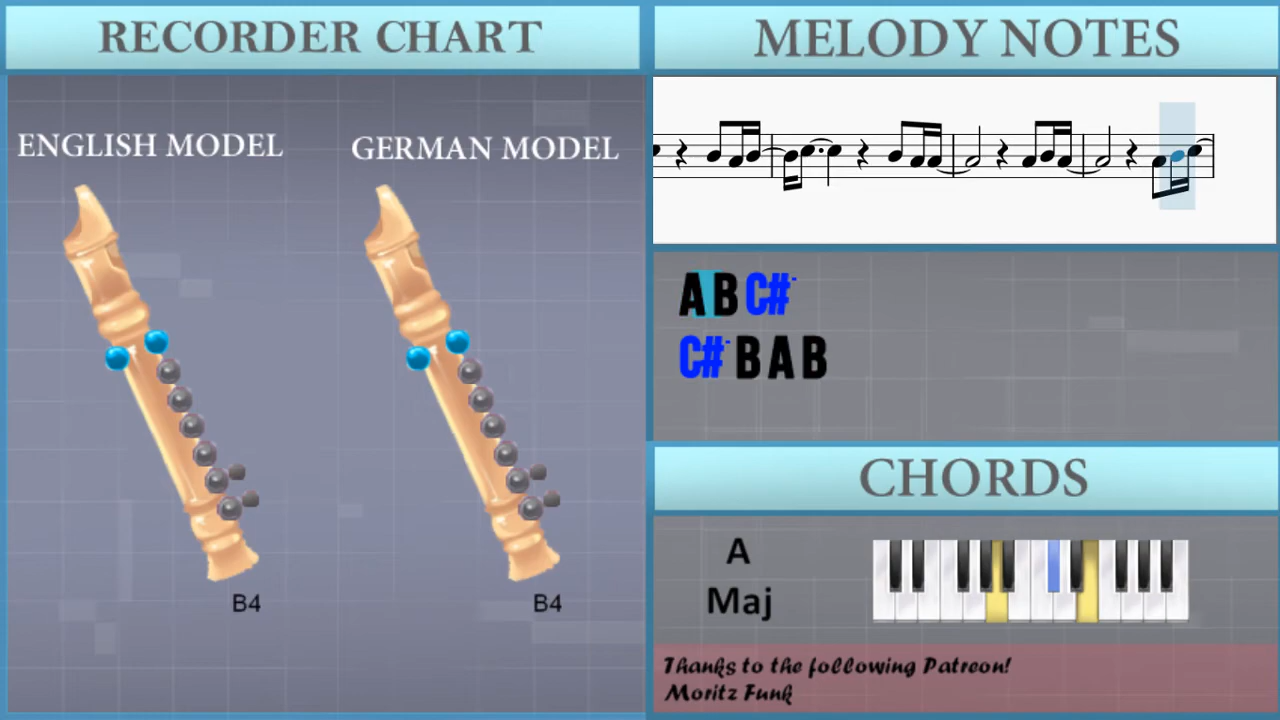 RECORDER CHART
ENGLISH MODEL
GERMAN MODEL
B4
B4
MELODY NOTES
A B C#-
C#- B A B
CHORDS
A
Maj
Thanks to the following Patreon!
Moritz Funk